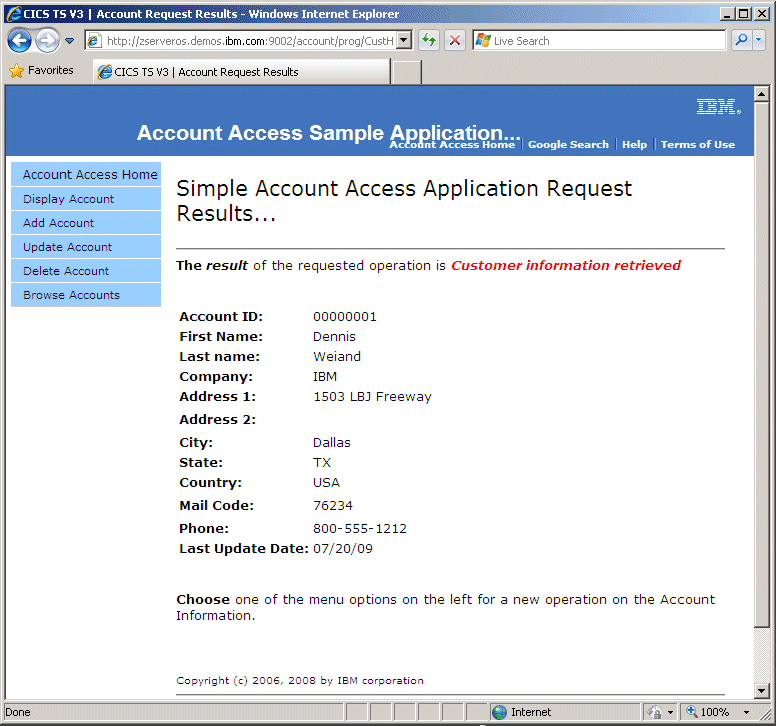 CICS TS V3 | Account Request Results - Windows Internet Explorer
http://zserveros.demos.ibm.com:9002/account/prog/CustH
Live Search
Favorites
CICS TS V3 | Account Request Results
IBM.
Account Access Sample Application...
Account Access Home | Google Search | Help | Terms of Use
Account Access Home
Display Account
Add Account
Update Account
Delete Account
Browse Accounts
Simple Account Access Application Request
Results...
The result of the requested operation is Customer information retrieved
Account ID: 00000001
First Name: Dennis
Last name: Weiand
Company: IBM
Address 1: 1503 LBJ Freeway
Address 2:
City: Dallas
State: TX
Country: USA
Mail Code: 76234
Phone: 800-555-1212
Last Update Date: 07/20/09
Choose one of the menu options on the left for a new operation on the Account
Information.
Copyright (c) 2006, 2008 by IBM corporation
Done
Internet
100%